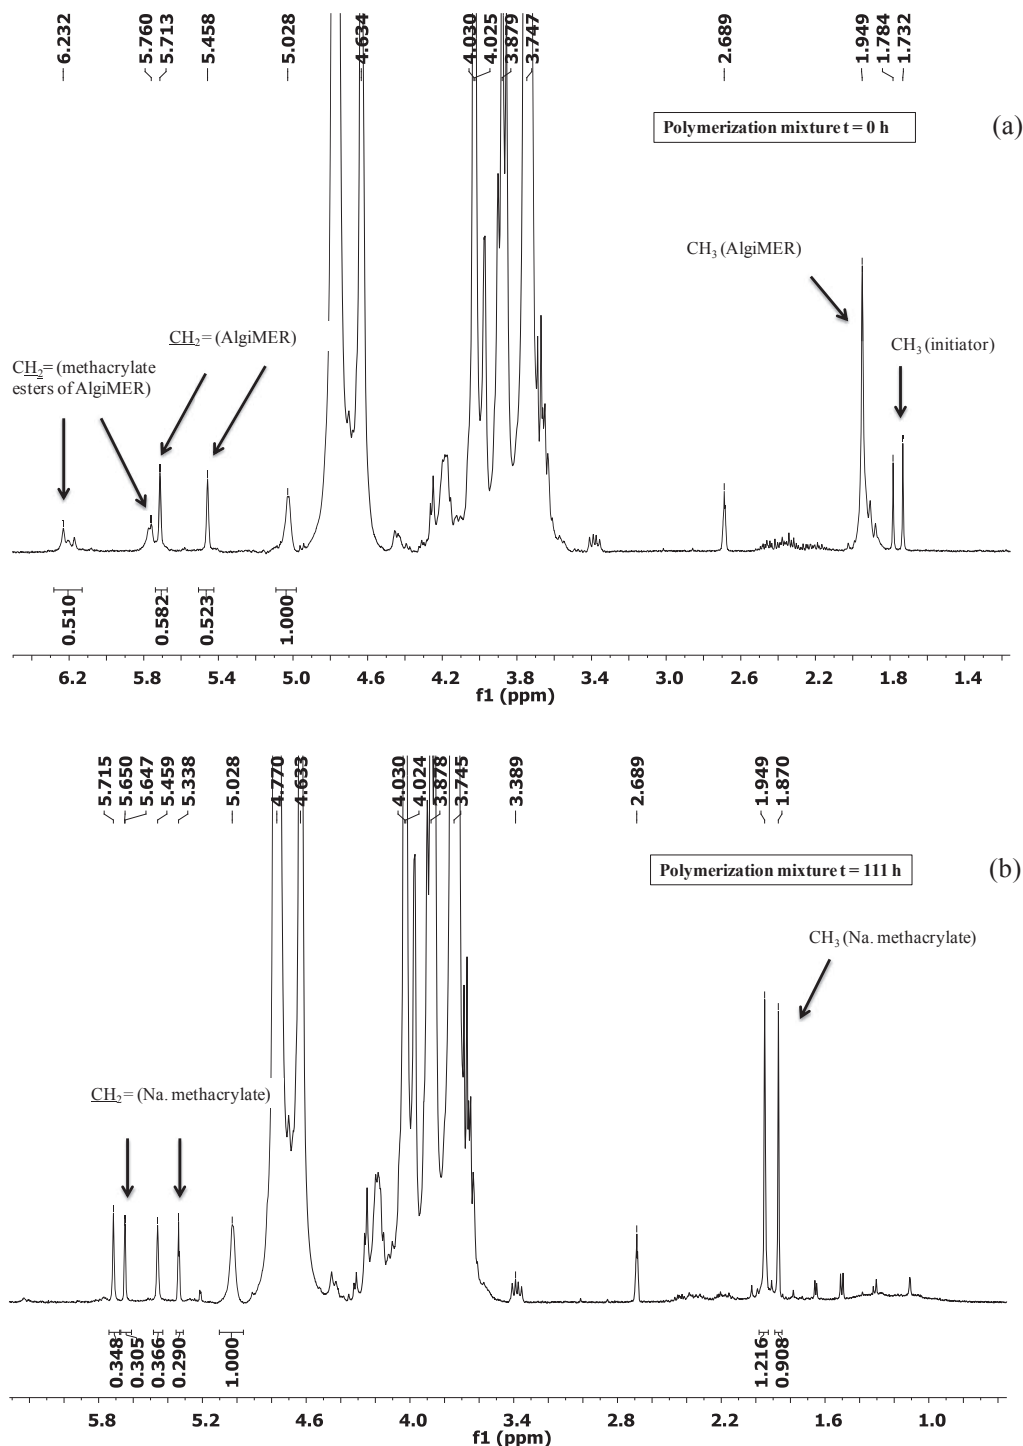 6.232
5.760
5.713
5.458
5.028
4.634
4.030
4.025
3.879
3.747
2.689
1.949
1.784
1.732
Polymerization mixture t = 0 h
(a)
CH3 (AlgiMER)
CH2= (AlgiMER)
CH3 (initiator)
CH2= (methacrylate
esters of AlgiMER)
0.510
0.582
0.523
1.000
6.2 5.8 5.4 5.0 4.6 4.2 3.8 3.4 3.0 2.6 2.2 1.8 1.4
f1 (ppm)
5.715
5.650
5.647
5.459
5.338
5.028
4.770
4.633
4.030
4.024
3.878
3.745
3.389
2.689
1.949
1.870
Polymerization mixture t = 111 h
(b)
CH3 (Na. methacrylate)
CH2= (Na. methacrylate)
0.348
0.305
0.366
0.290
1.000
1.216
0.908
5.8 5.2 4.6 4.0 3.4 2.8 2.2 1.6 1.0
f1 (ppm)